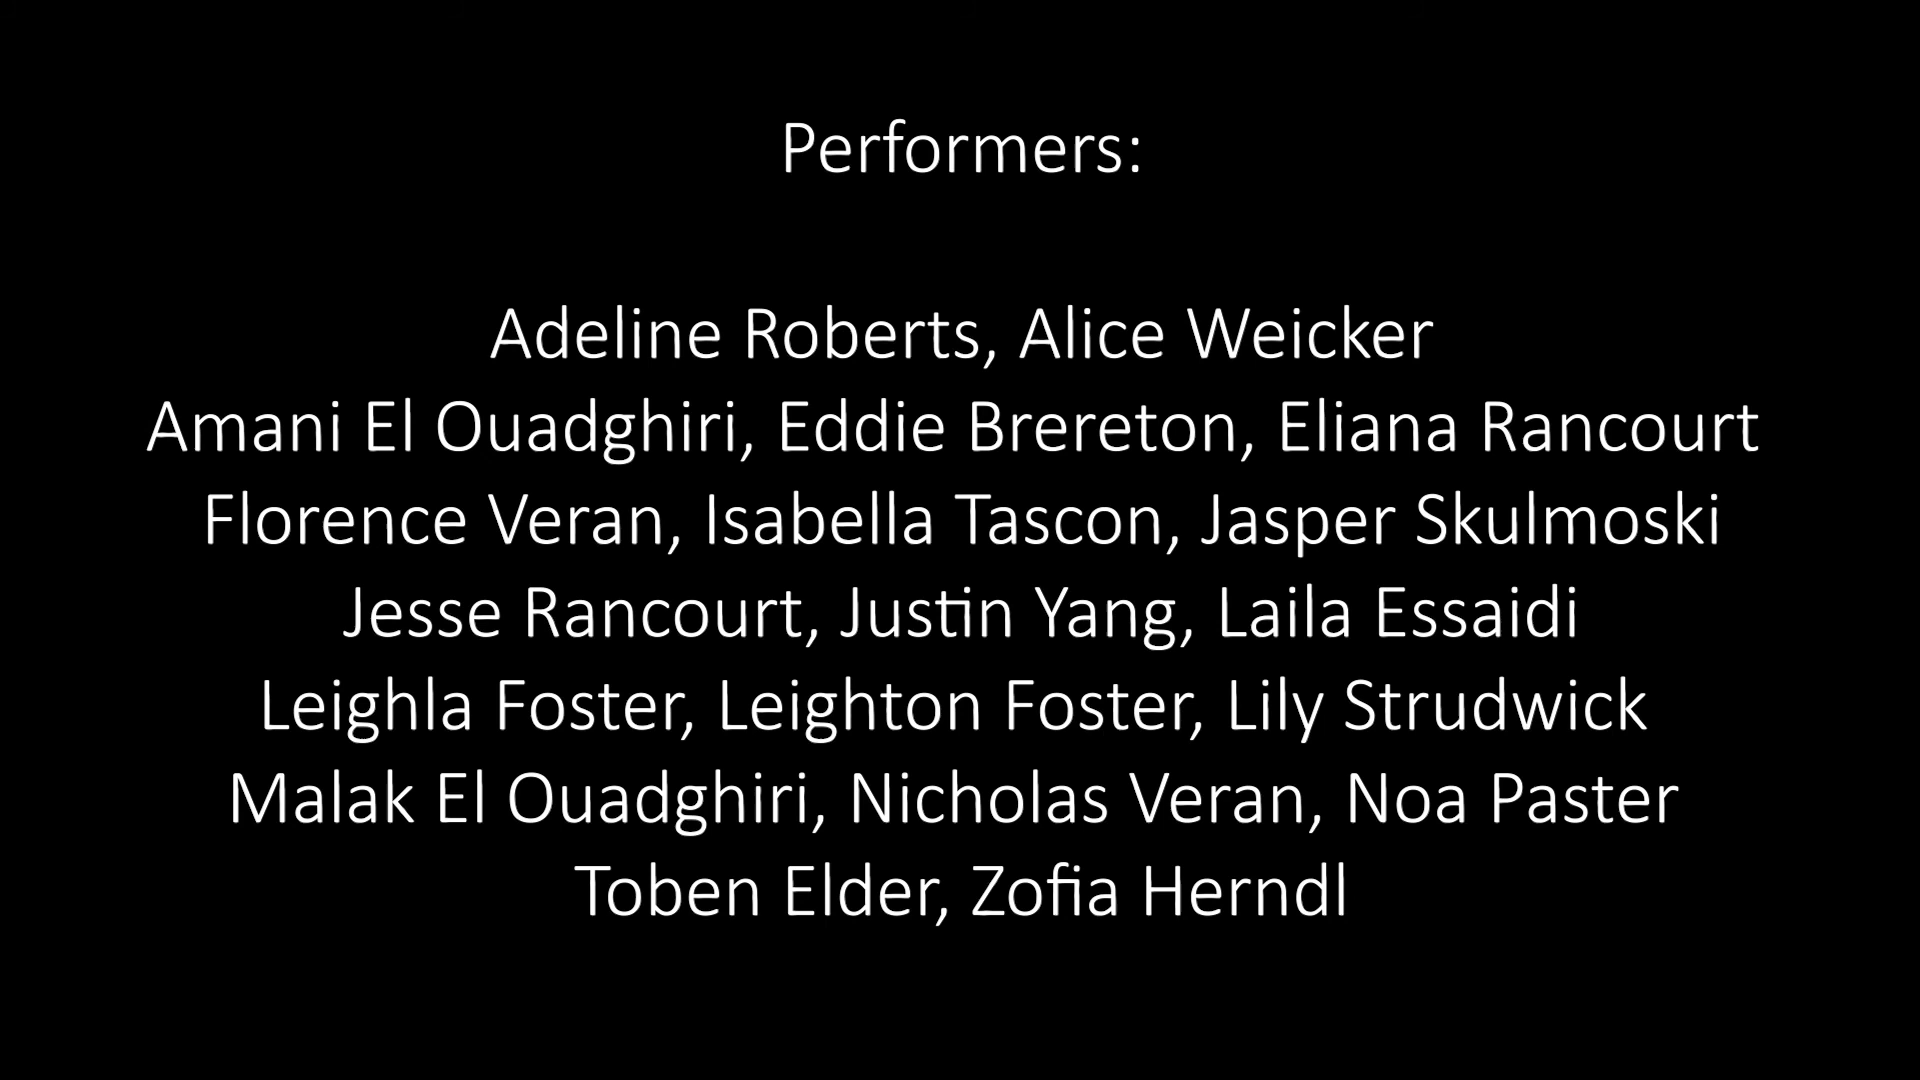 Performers:
Adeline Roberts, Alice Weicker
Amani El Ouadghiri, Eddie Brereton, Eliana Rancourt
Florence Veran, Isabella Tascon, Jasper Skulmoski
Jesse Rancourt, Justin Yang, Laila Essaidi
Leighla Foster, Leighton Foster, Lily Strudwick
Malak El Ouadghiri, Nicholas Veran, Noa Paster
Toben Elder, Zofia Herndl